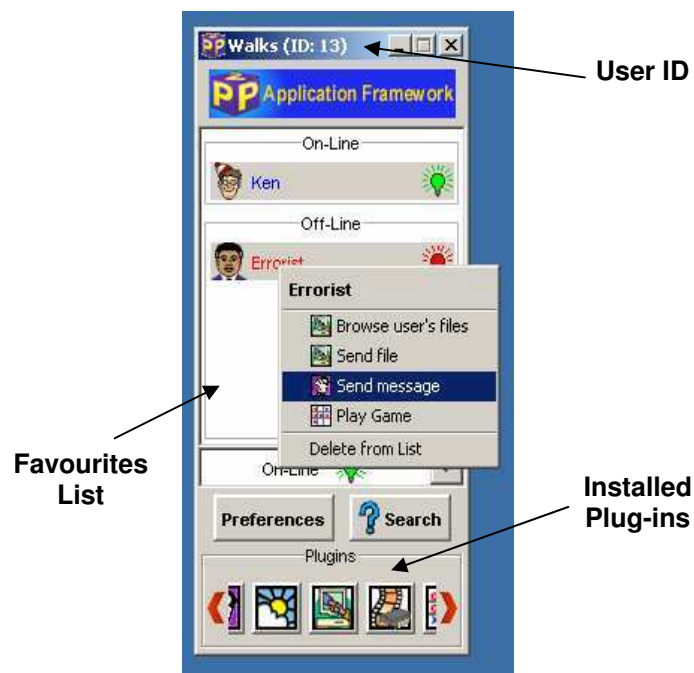 Walks (ID: 13)
User ID
PP Application Framework
On-Line
Ken
Off-Line
Errorist
Errorist
Browse user's files
Send file
Send message
Play Game
Delete from List
Favourites
List
On-Line
Preferences
? Search
Installed
Plug-ins
Plugins